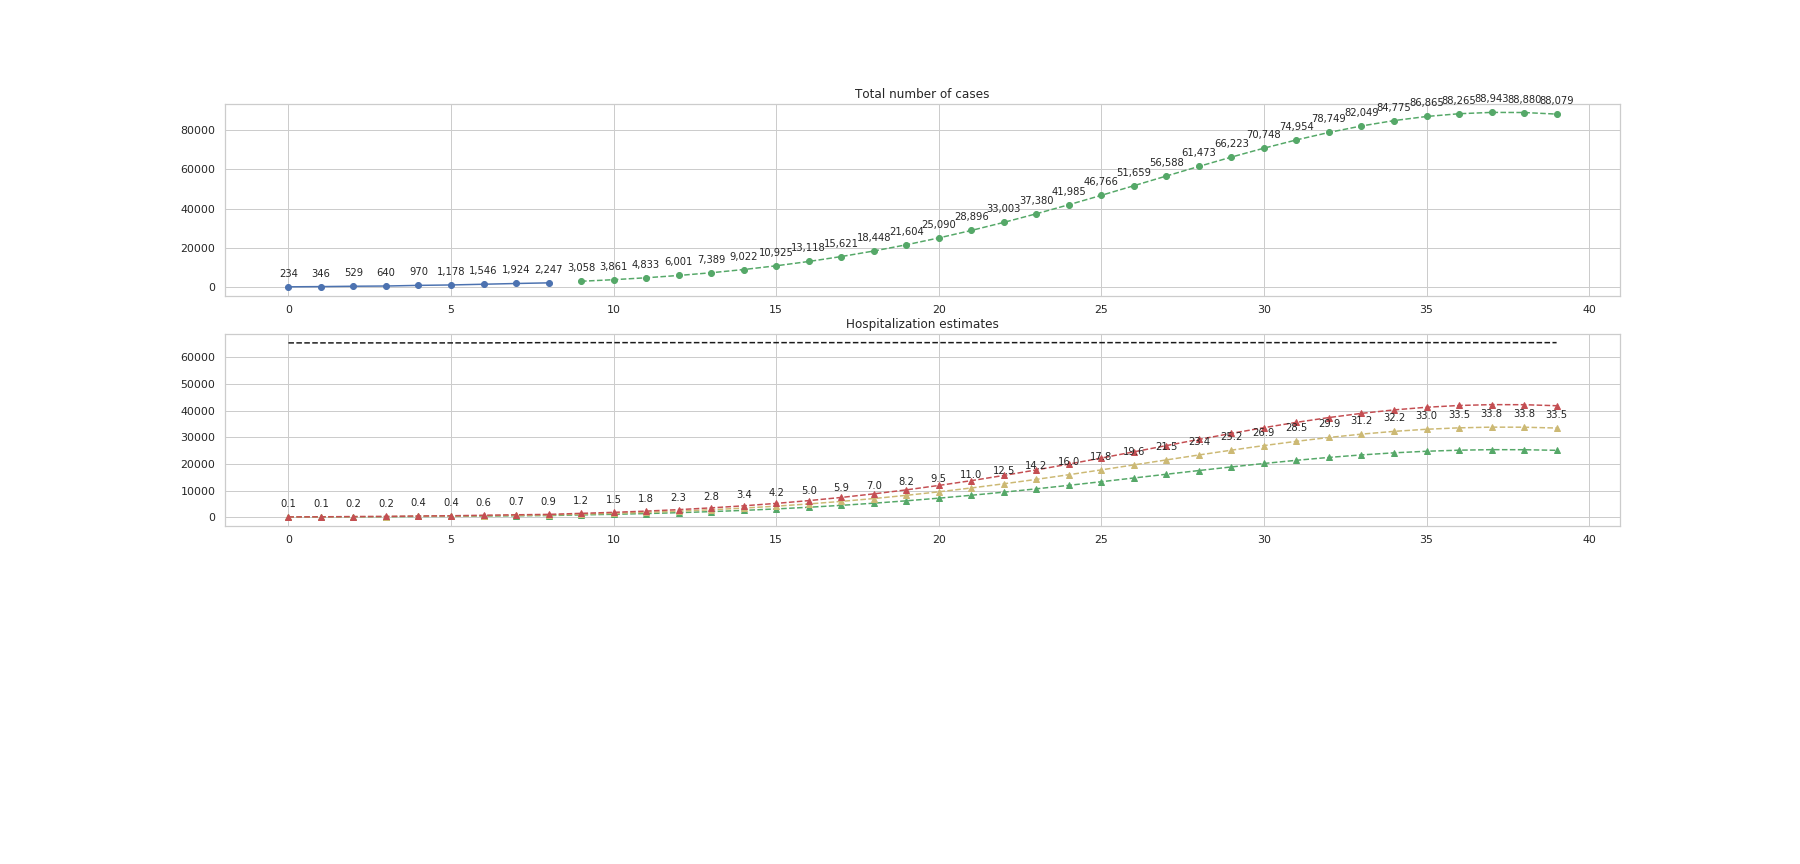 Total number of cases
80000
60000
40000
20000
0
234 346 529 640 970 1,178 1,546 1,924 2,247 3,058 3,861 4,833 6,001 7,389 9,022 10,925 13,118 15,621 18,448 21,604 25,090 28,896 33,003 37,380 41,985 46,766 51,659 56,588 61,473 66,223 70,748 74,954 78,749 82,049 84,775 86,865 88,265 88,943 88,880 88,079
0 5 10 15 20 25 30 35 40
Hospitalization estimates
60000
50000
40000
30000
20000
10000
0
0.1 0.1 0.2 0.2 0.4 0.4 0.6 0.7 0.9 1.2 1.5 1.8 2.3 2.8 3.4 4.2 5.0 5.9 7.0 8.2 9.5 11.0 12.5 14.2 16.0 17.8 19.6 21.5 23.4 25.2 26.9 28.5 29.9 31.2 32.2 33.0 33.5 33.8 33.8 33.5
0 5 10 15 20 25 30 35 40